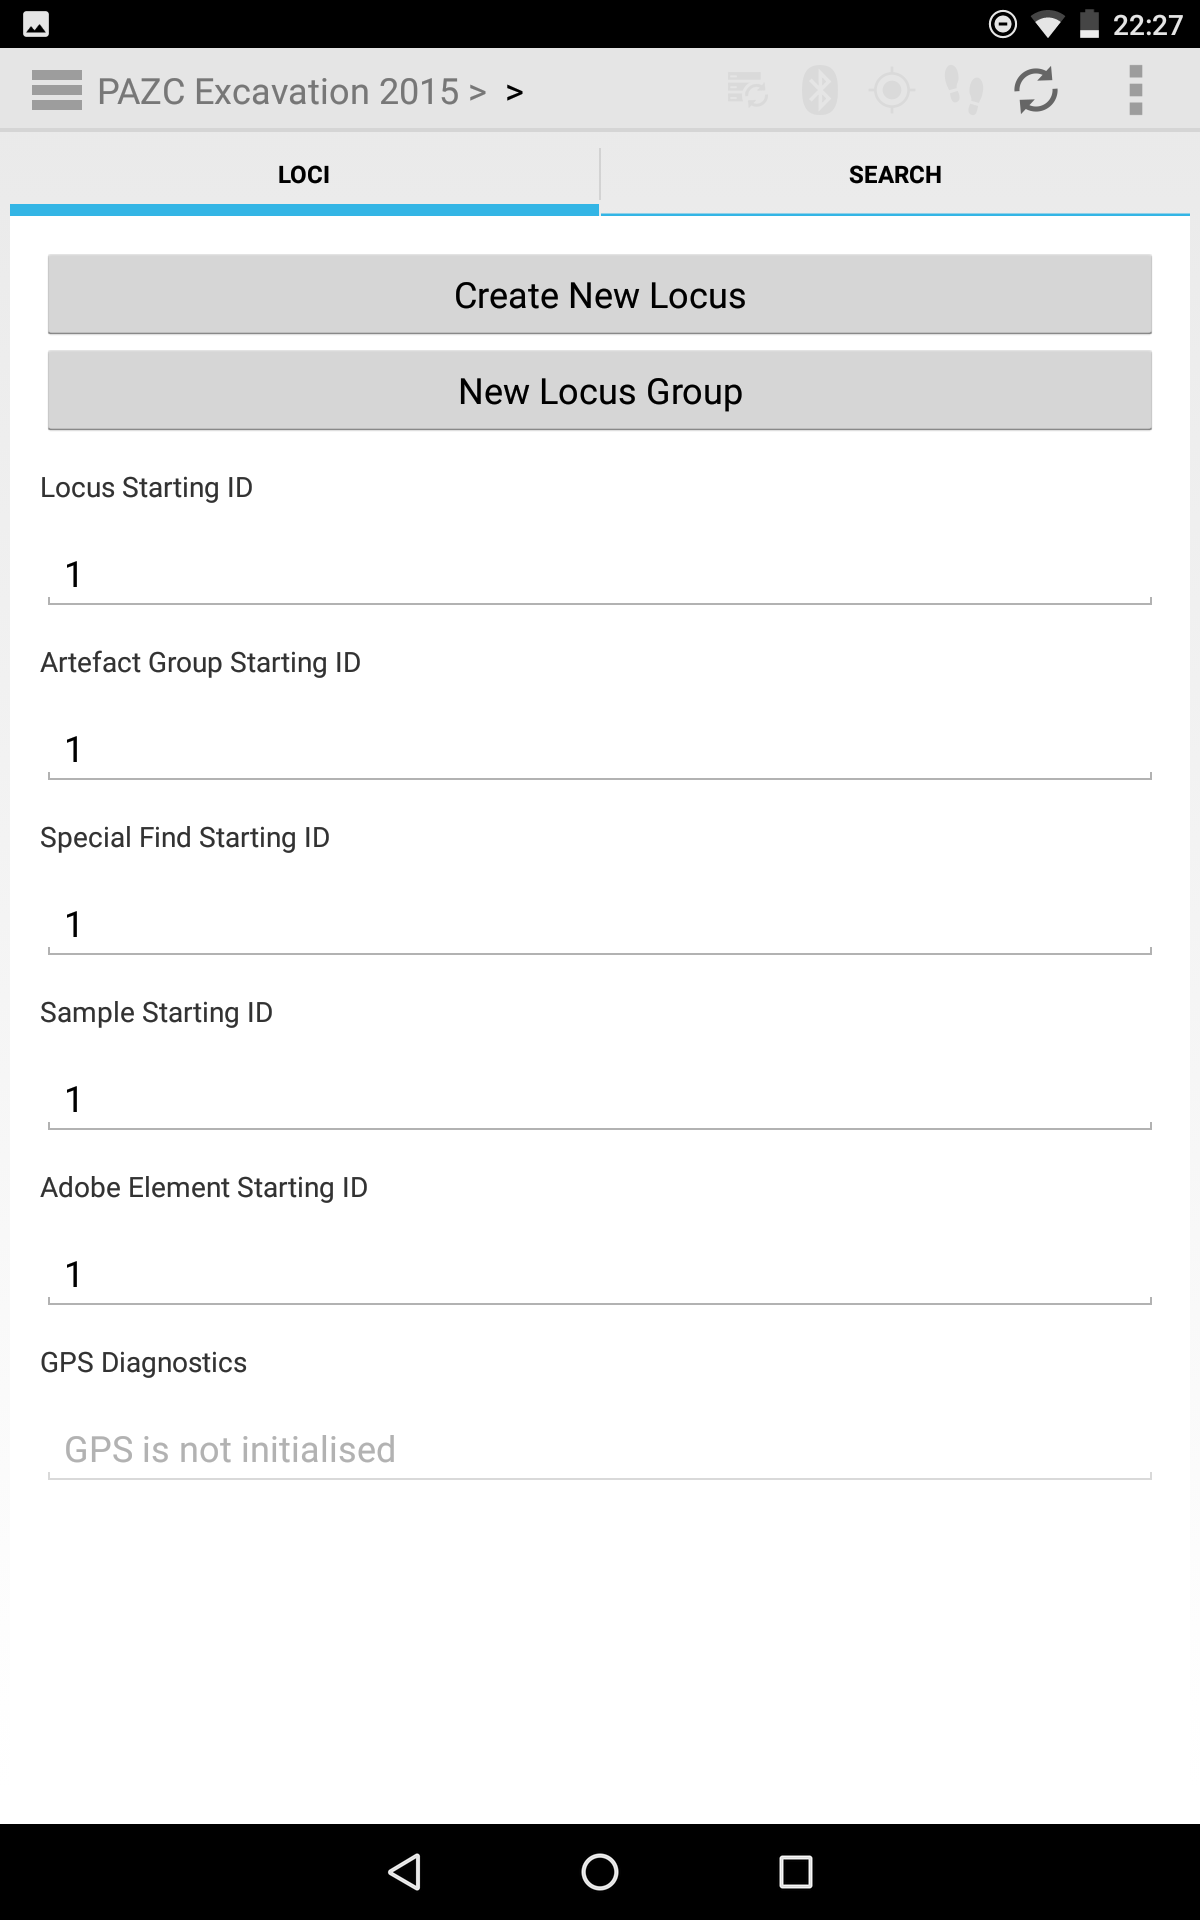 22:27
PAZC Excavation 2015 > >
LOCI
SEARCH
Create New Locus
New Locus Group
Locus Starting ID
1
Artefact Group Starting ID
1
Special Find Starting ID
1
Sample Starting ID
1
Adobe Element Starting ID
1
GPS Diagnostics
GPS is not initialised